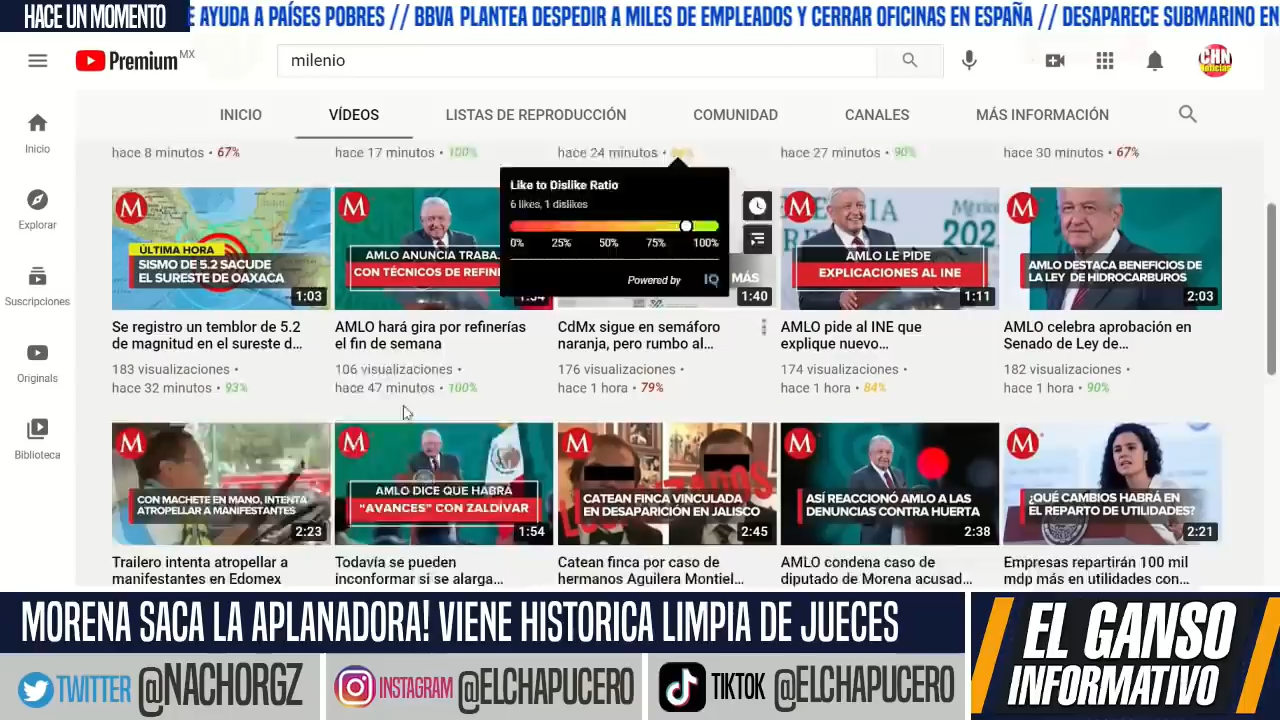 HACE UN MOMENTO
E AYUDA A PAÍSES POBRES // BBVA PLANTEA DESPEDIR A MILES DE EMPLEADOS Y CERRAR OFICINAS EN ESPAÑA // DESAPARECE SUBMARINO EN
Premium MX
milenio
CHN
Noticias
INICIO
VÍDEOS
LISTAS DE REPRODUCCIÓN
COMUNIDAD
CANALES
MÁS INFORMACIÓN
Inicio
Explorar
Suscripciones
Originals
Biblioteca
hace 8 minutos • 67%
hace 17 minutos • 100%
hace 24 minutos •
hace 27 minutos • 90%
hace 30 minutos • 67%
Like to Dislike Ratio
6 likes, 1 dislikes
0% 25% 50% 75% 100%
Powered by IQ
M
ÚLTIMA HORA
SISMO DE 5.2 SACUDE
EL SURESTE DE OAXACA
1:03
M
AMLO ANUNCIA TRABA
CON TÉCNICOS DE REFINE
MÁS
1:40
M
AMLO LE PIDE
EXPLICACIONES AL INE
1:11
M
AMLO DESTACA BENEFICIOS DE
LA LEY DE HIDROCARBUROS
2:03
Se registro un temblor de 5.2
de magnitud en el sureste d...
183 visualizaciones •
hace 32 minutos • 93%
AMLO hará gira por refinerías
el fin de semana
106 visualizaciones •
hace 47 minutos • 100%
CdMx sigue en semáforo
naranja, pero rumbo al...
176 visualizaciones •
hace 1 hora • 79%
AMLO pide al INE que
explique nuevo...
174 visualizaciones •
hace 1 hora • 84%
AMLO celebra aprobación en
Senado de Ley de...
182 visualizaciones •
hace 1 hora • 90%
M
CON MACHETE EN MANO, INTENTA
ATROPELLAR A MANIFESTANTES
2:23
M
AMLO DICE QUE HABRÁ
"AVANCES" CON ZALDÍVAR
1:54
M
CATEAN FINCA VINCULADA
EN DESAPARICIÓN EN JALISCO
2:45
M
ASÍ REACCIONÓ AMLO A LAS
DENUNCIAS CONTRA HUERTA
2:38
M
¿QUÉ CAMBIOS HABRÁ EN
EL REPARTO DE UTILIDADES?
2:21
Trailero intenta atropellar a
manifestantes en Edomex
Todavía se pueden
inconformar si se alarga...
Catean finca por caso de
hermanos Aguilera Montiel...
AMLO condena caso de
diputado de Morena acusad...
Empresas repartirán 100 mil
mdp más en utilidades con...
MORENA SACA LA APLANADORA! VIENE HISTORICA LIMPIA DE JUECES
EL GANSO
INFORMATIVO
TWITTER @NACHORGZ
INSTAGRAM @ELCHAPUCERO
TIKTOK @ELCHAPUCERO